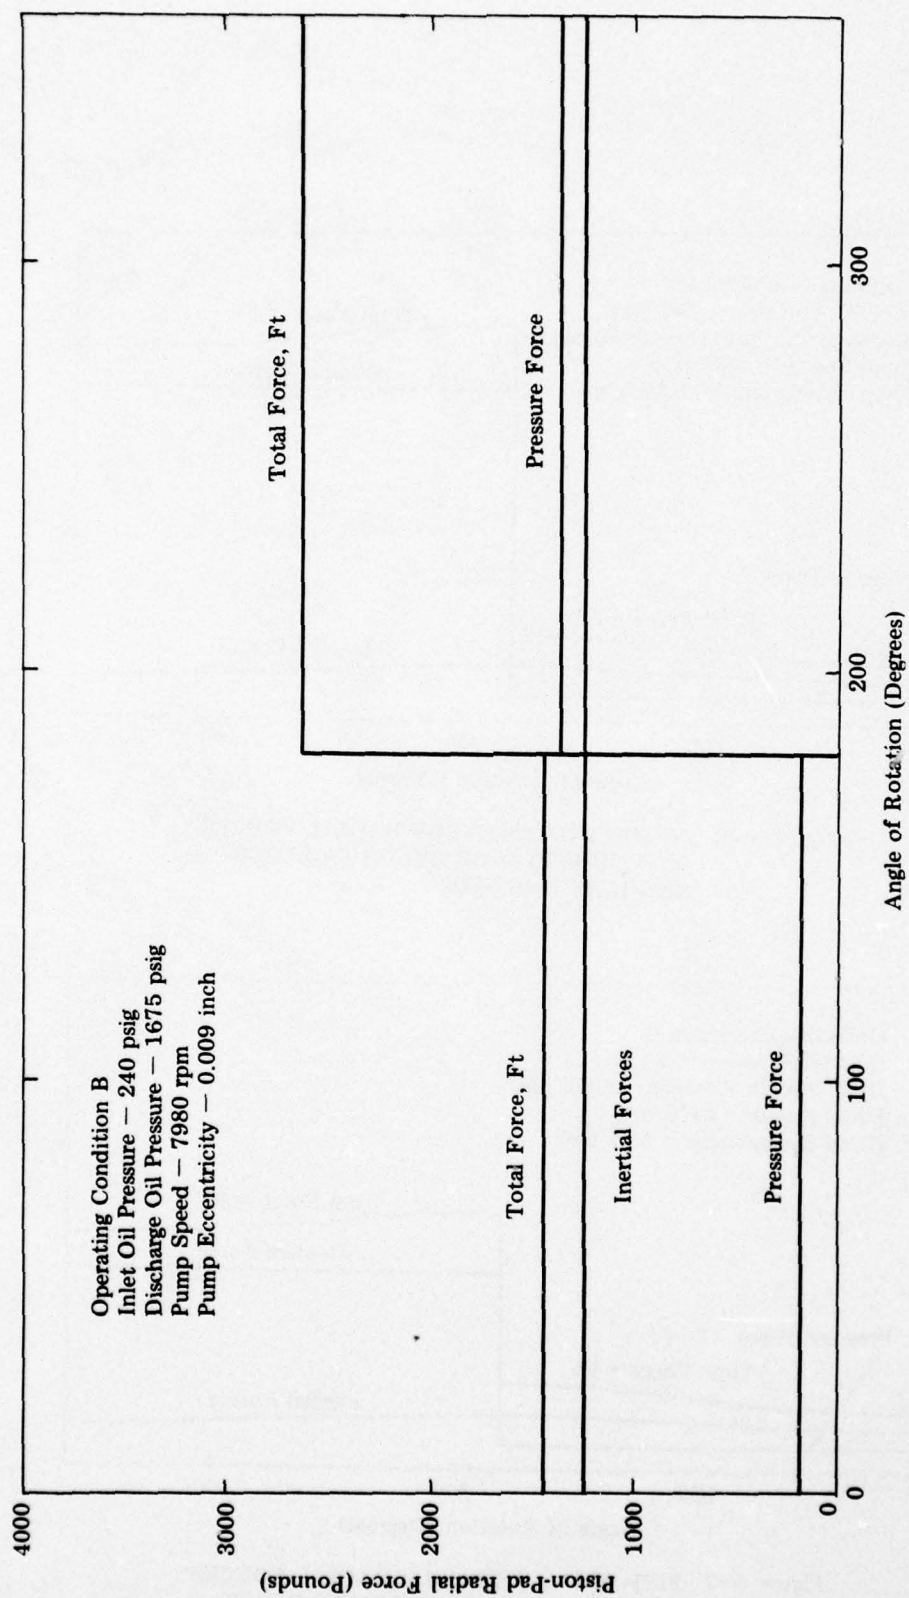 Operating Condition B
Inlet Oil Pressure — 240 psig
Discharge Oil Pressure — 1675 psig
Pump Speed — 7980 rpm
Pump Eccentricity — 0.009 inch
Piston-Pad Radial Force (Pounds)
4000
3000
2000
1000
0
Total Force, Ft
Inertial Forces
Pressure Force
Total Force, Ft
Pressure Force
0
100
200
300
Angle of Rotation (Degrees)